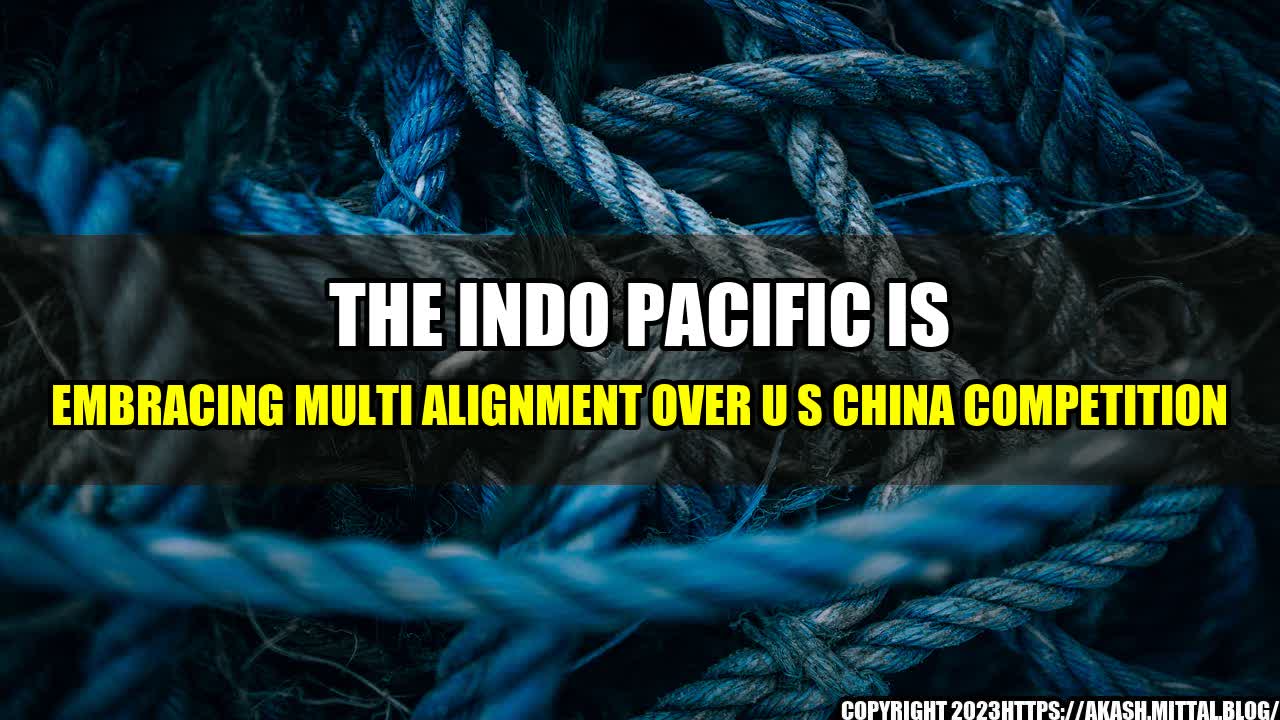 THE INDO PACIFIC IS
EMBRACING MULTI ALIGNMENT OVER U S CHINA COMPETITION
COPYRIGHT 2023HTTPS://AKASH.MITTAL.BLOG/